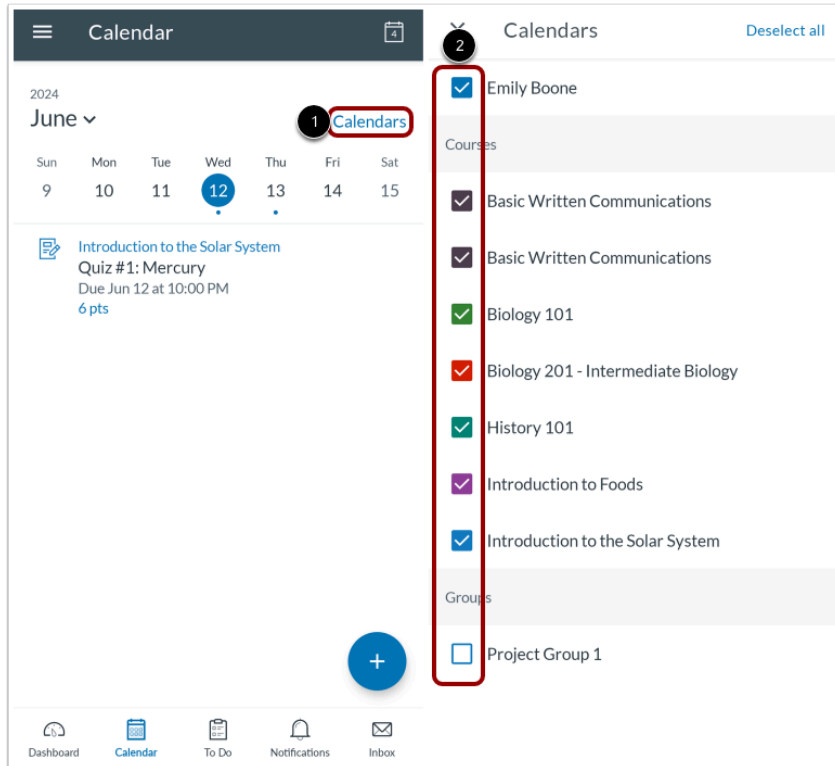 Calendar
4
2024
June
1
Calendars
Sun Mon Tue Wed Thu Fri Sat
9 10 11 12 13 14 15
Introduction to the Solar System
Quiz #1: Mercury
Due Jun 12 at 10:00 PM
6 pts
+
Dashboard Calendar To Do Notifications Inbox
Calendars
Deselect all
2
Emily Boone
Courses
Basic Written Communications
Basic Written Communications
Biology 101
Biology 201 - Intermediate Biology
History 101
Introduction to Foods
Introduction to the Solar System
Groups
Project Group 1